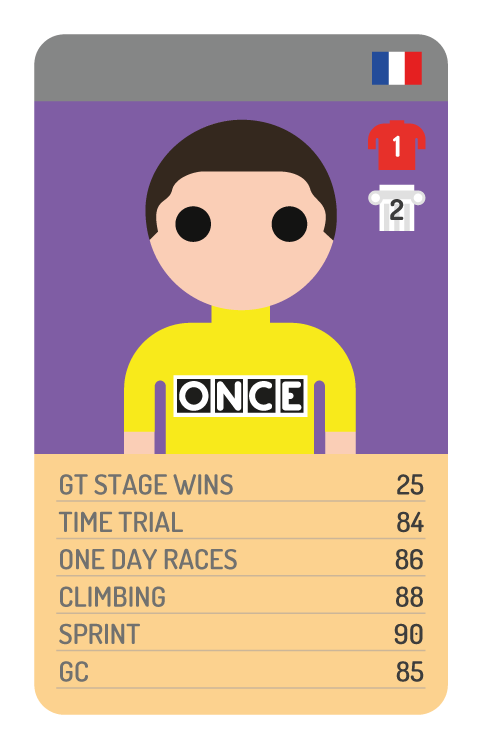 1
2
ONCE
GT STAGE WINS 25
TIME TRIAL 84
ONE DAY RACES 86
CLIMBING 88
SPRINT 90
GC 85